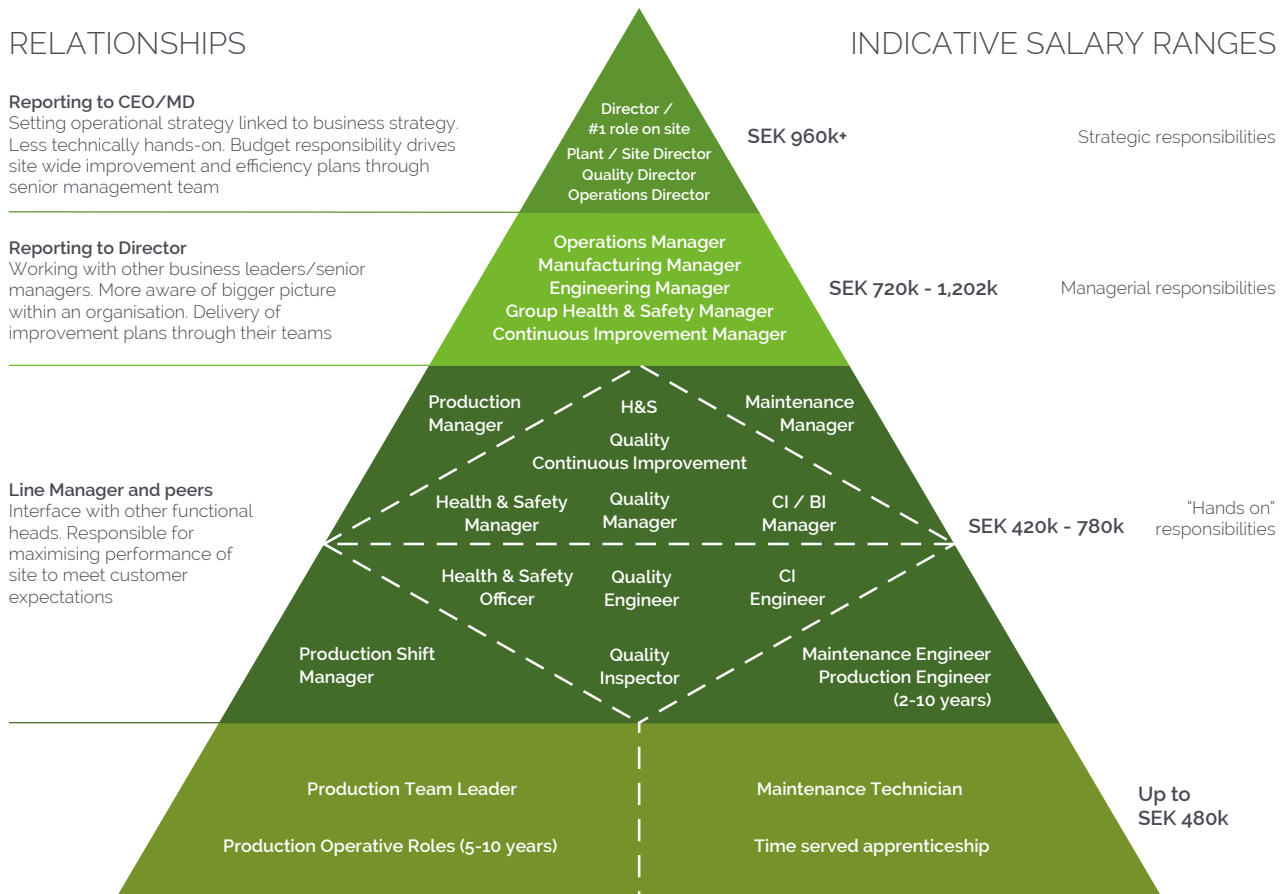 RELATIONSHIPS
INDICATIVE SALARY RANGES
Reporting to CEO/MD
Setting operational strategy linked to business strategy.
Less technically hands-on. Budget responsibility drives
site wide improvement and efficiency plans through
senior management team
Director /
#1 role on site
Plant / Site Director
Quality Director
Operations Director
SEK 960k+
Strategic responsibilities
Reporting to Director
Working with other business leaders/senior
managers. More aware of bigger picture
within an organisation. Delivery of
improvement plans through their teams
Operations Manager
Manufacturing Manager
Engineering Manager
Group Health & Safety Manager
Continuous Improvement Manager
SEK 720k - 1,202k
Managerial responsibilities
Line Manager and peers
Interface with other functional
heads. Responsible for
maximising performance of
site to meet customer
expectations
Production
Manager
H&S
Quality
Continuous Improvement
Maintenance
Manager
Health & Safety
Manager
Quality
Manager
CI / BI
Manager
SEK 420k - 780k
"Hands on"
responsibilities
Health & Safety
Officer
Quality
Engineer
CI
Engineer
Production Shift
Manager
Quality
Inspector
Maintenance Engineer
Production Engineer
(2-10 years)
Production Team Leader
Maintenance Technician
Production Operative Roles (5-10 years)
Time served apprenticeship
Up to
SEK 480k